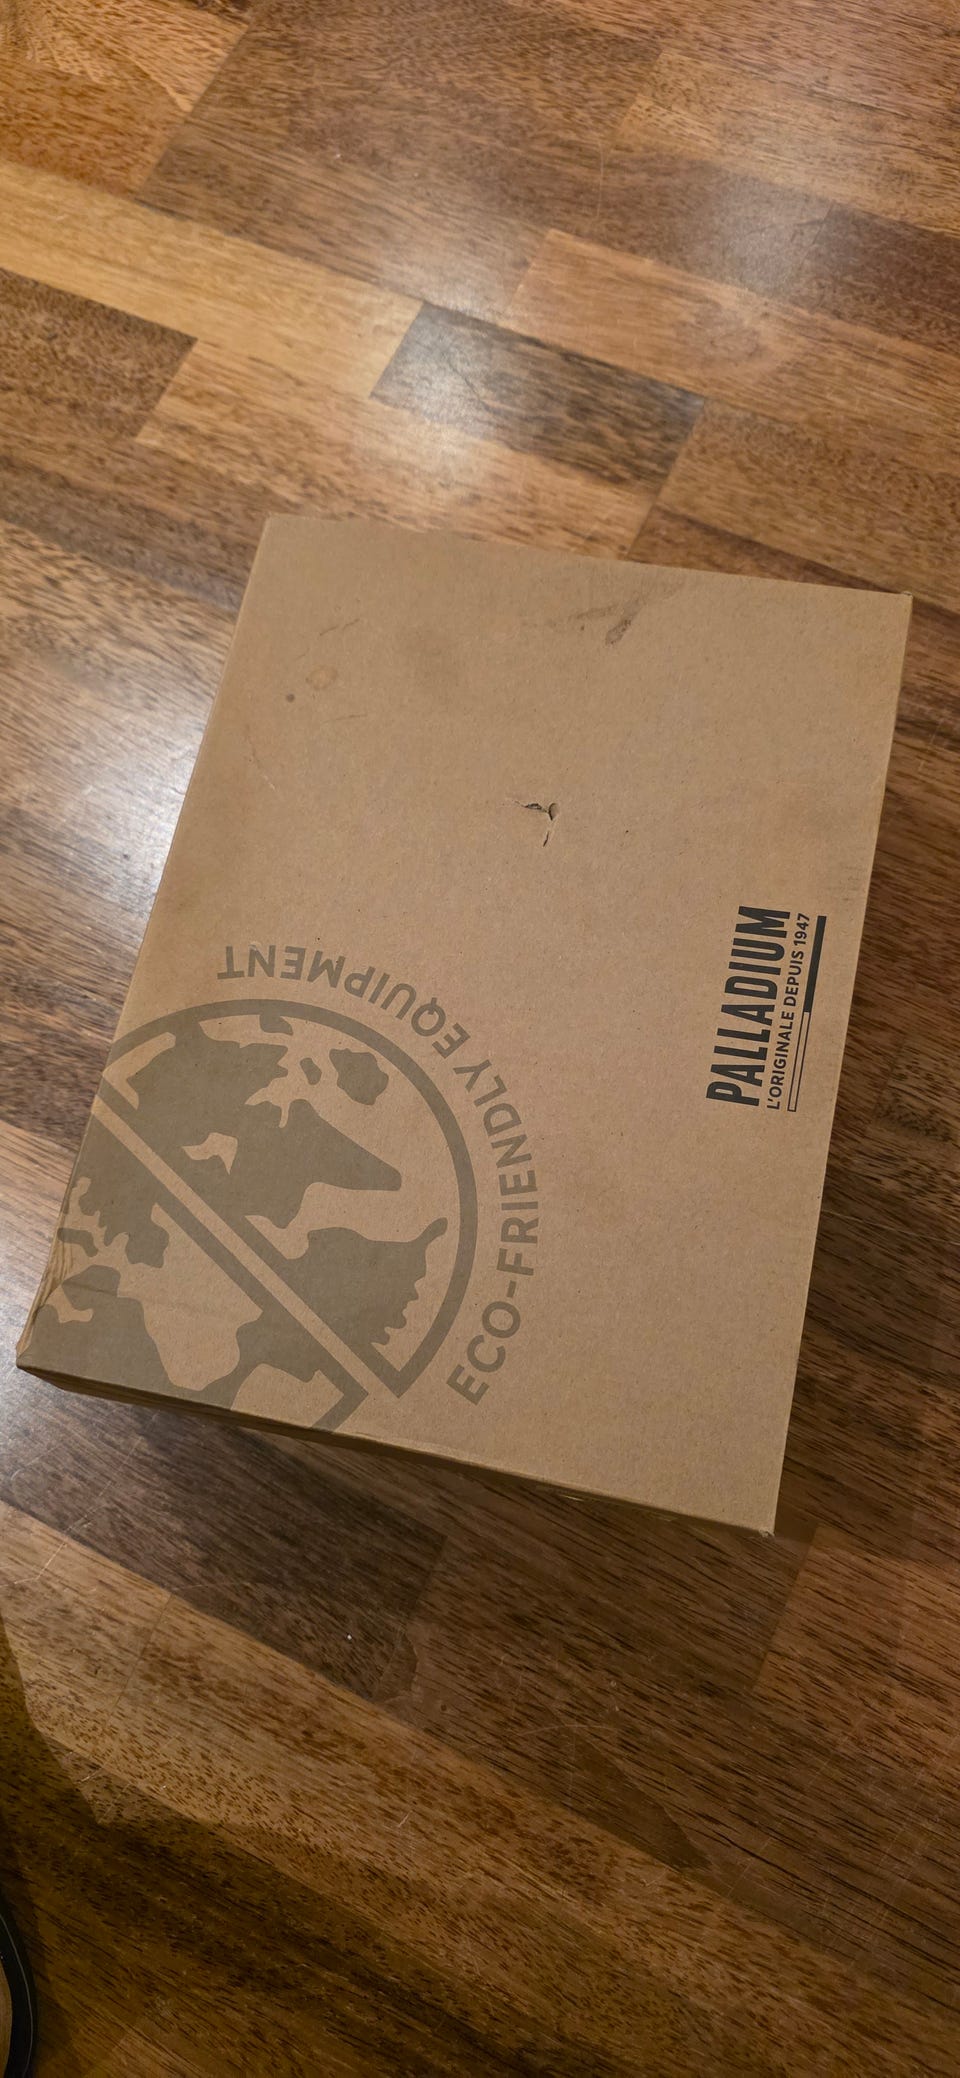 PALLADIUM
L'ORIGINALE DEPUIS 1947
ECO-FRIENDLY EQUIPMENT